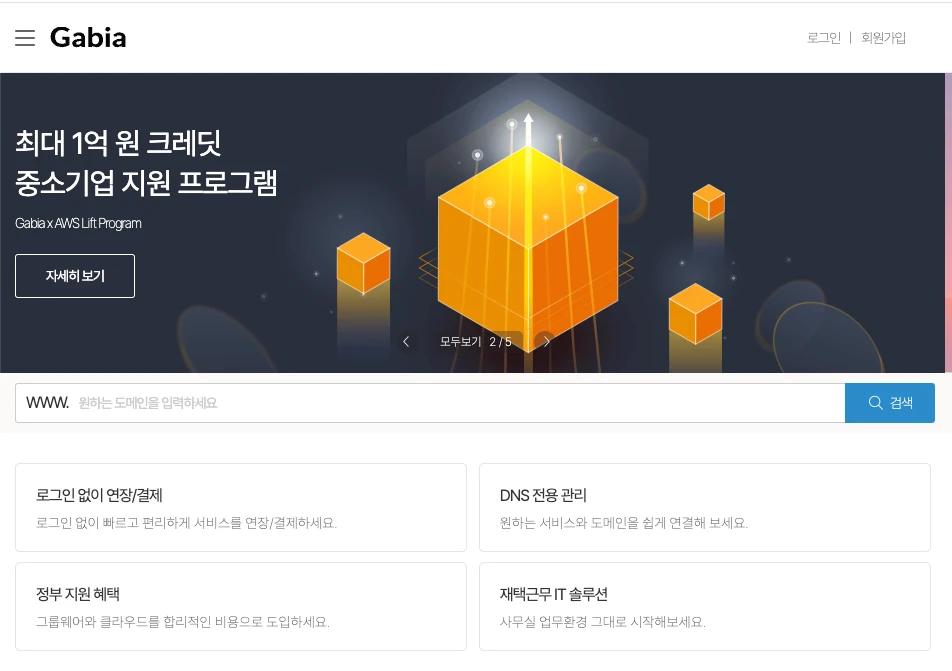 Gabia
로그인 | 회원가입
최대 1억 원 크레딧
중소기업 지원 프로그램
Gabia x AWS Lift Program
자세히 보기
모두보기 2 / 5
WWW. 원하는 도메인을 입력하세요
검색
로그인 없이 연장/결제
로그인 없이 빠르고 편리하게 서비스를 연장/결제하세요.
DNS 전용 관리
원하는 서비스와 도메인을 쉽게 연결해 보세요.
정부 지원 혜택
그룹웨어와 클라우드를 합리적인 비용으로 도입하세요.
재택근무 IT 솔루션
사무실 업무환경 그대로 시작해보세요.